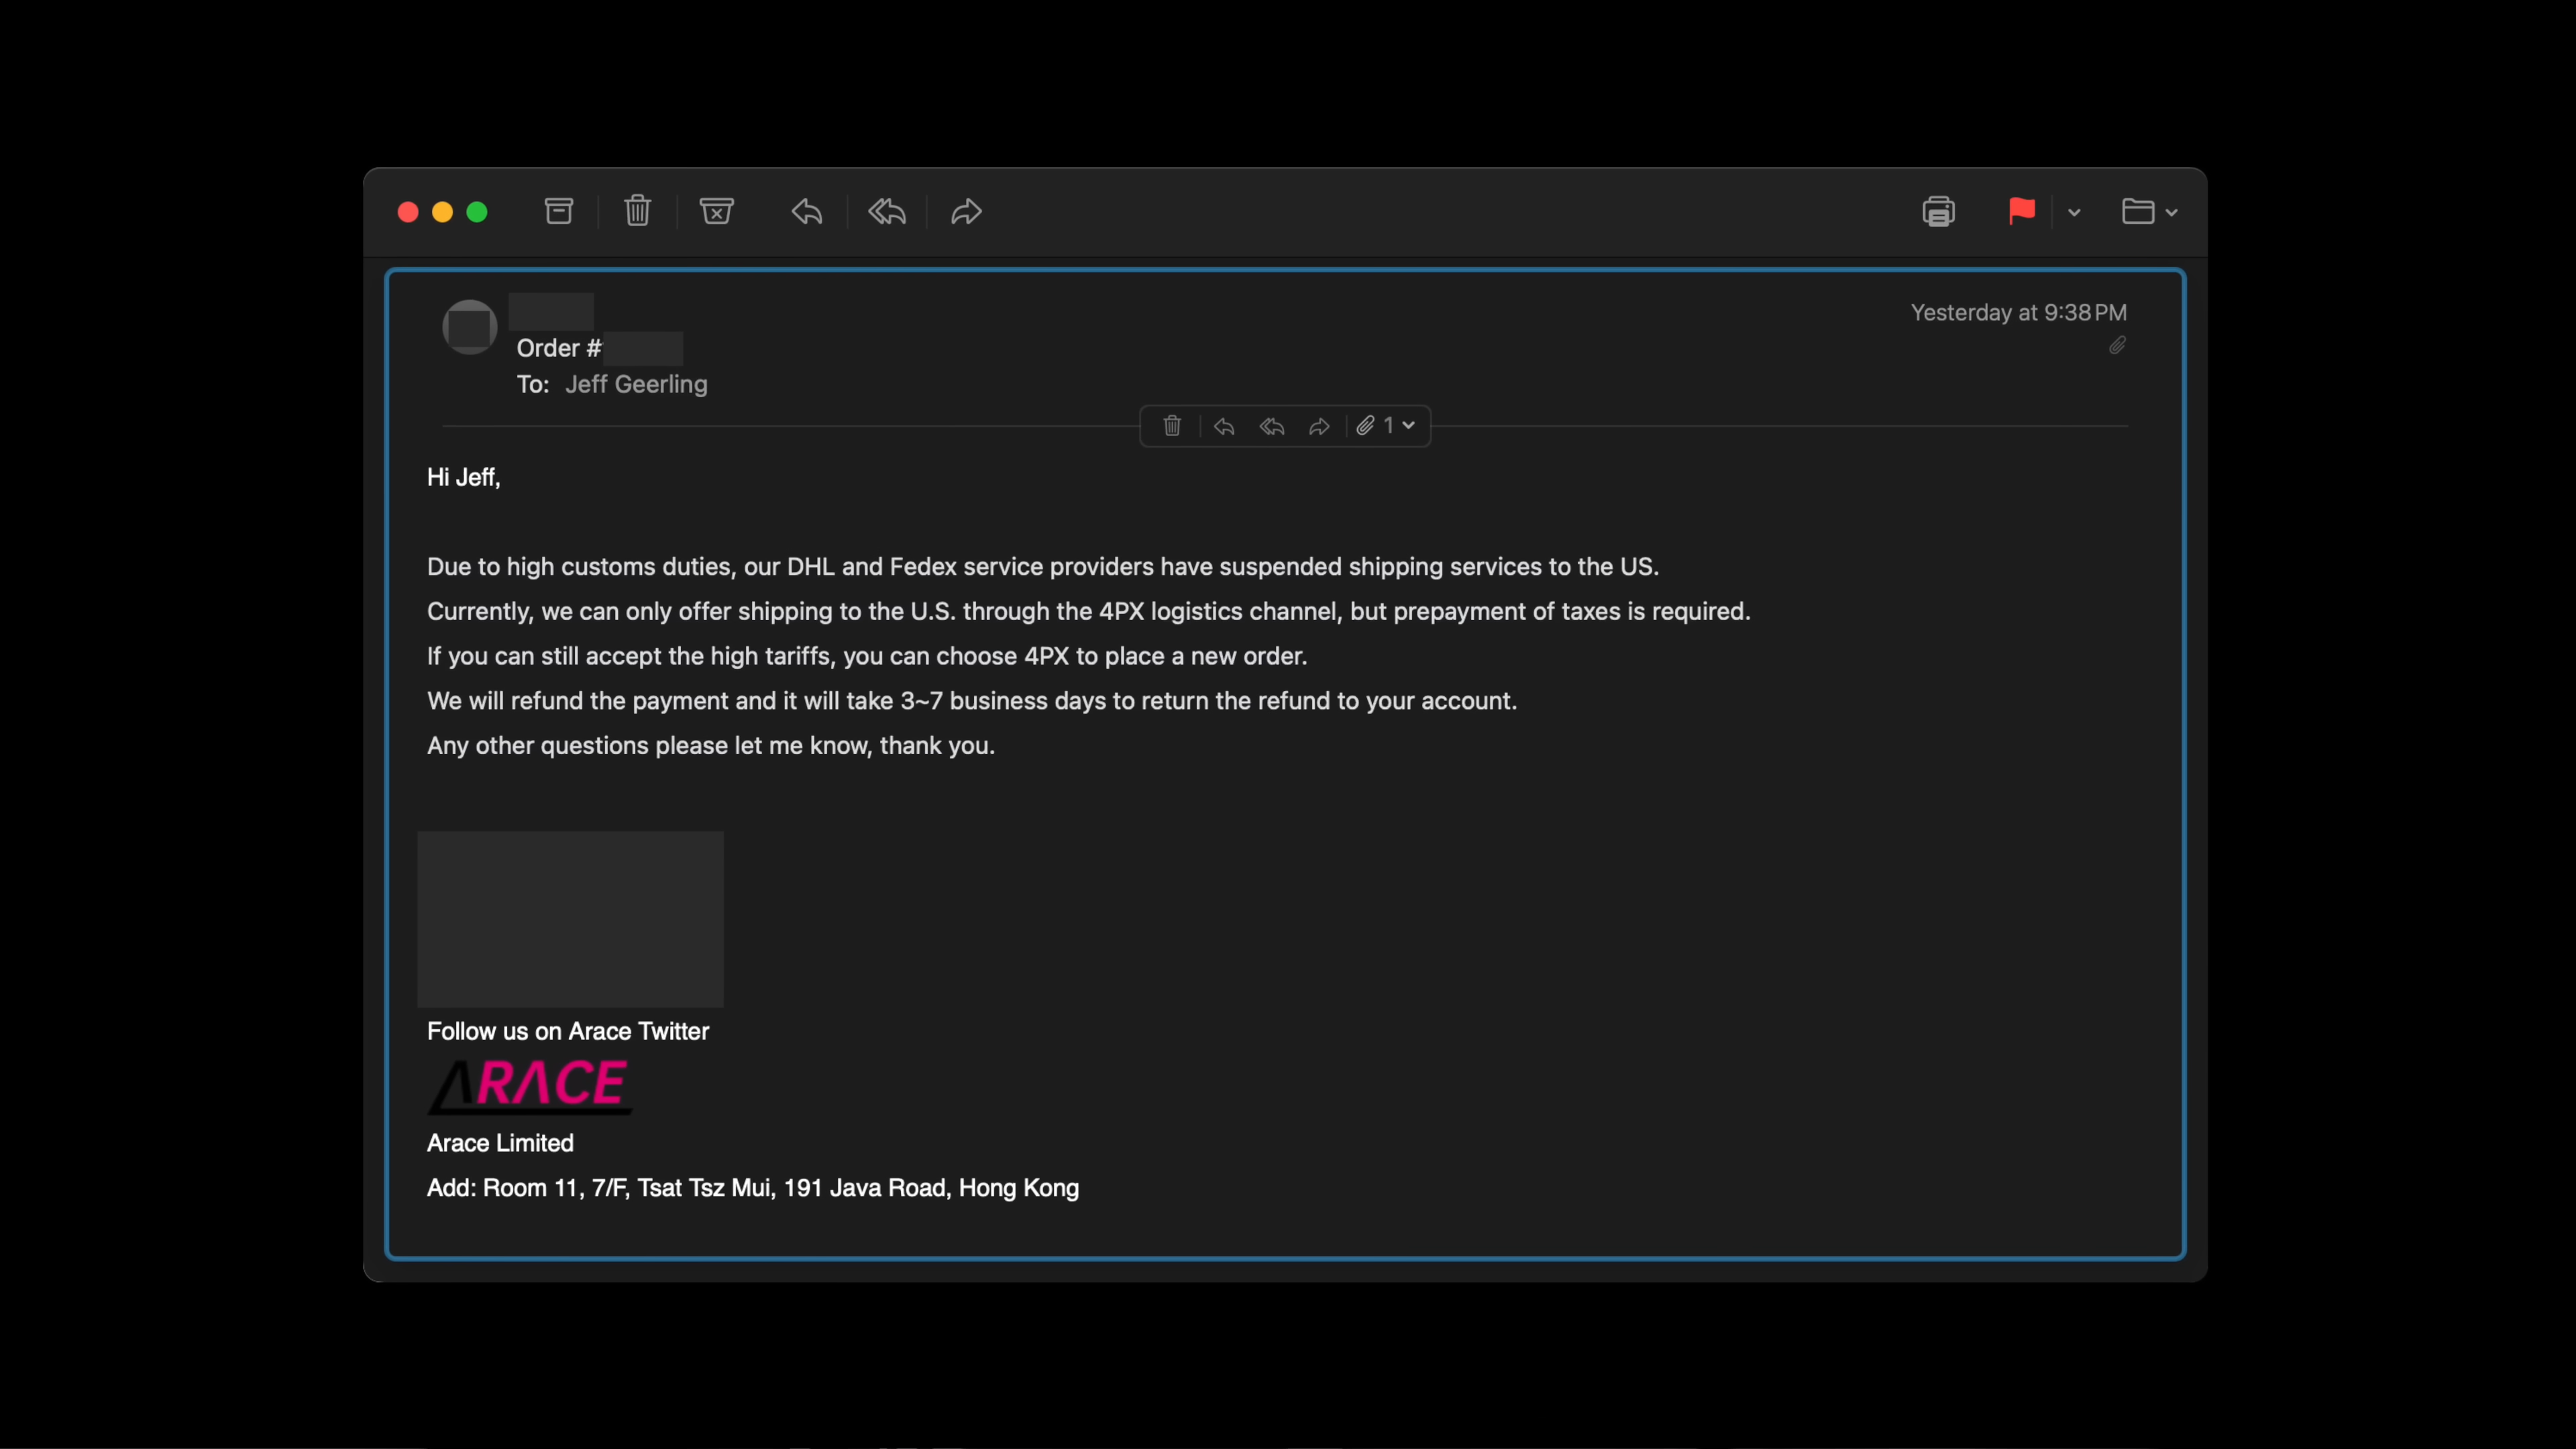 Yesterday at 9:38 PM
Order #
To: Jeff Geerling
1
Hi Jeff,
Due to high customs duties, our DHL and Fedex service providers have suspended shipping services to the US.
Currently, we can only offer shipping to the U.S. through the 4PX logistics channel, but prepayment of taxes is required.
If you can still accept the high tariffs, you can choose 4PX to place a new order.
We will refund the payment and it will take 3~7 business days to return the refund to your account.
Any other questions please let me know, thank you.
Follow us on Arace Twitter
ARACE
Arace Limited
Add: Room 11, 7/F, Tsat Tsz Mui, 191 Java Road, Hong Kong